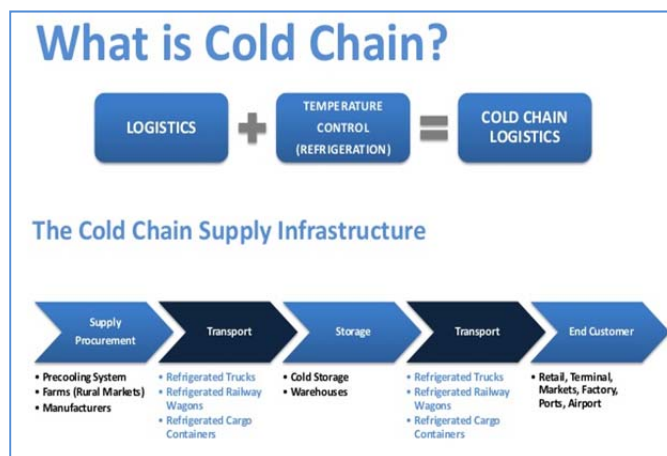 What is Cold Chain?
LOGISTICS
+
TEMPERATURE
CONTROL
(REFRIGERATION)
=
COLD CHAIN
LOGISTICS
The Cold Chain Supply Infrastructure
Supply
Procurement
• Precooling System
• Farms (Rural Markets)
• Manufacturers
Transport
• Refrigerated Trucks
• Refrigerated Railway
Wagons
• Refrigerated Cargo
Containers
Storage
• Cold Storage
• Warehouses
Transport
• Refrigerated Trucks
• Refrigerated Railway
Wagons
• Refrigerated Cargo
Containers
End Customer
• Retail, Terminal,
Markets, Factory,
Ports, Airport